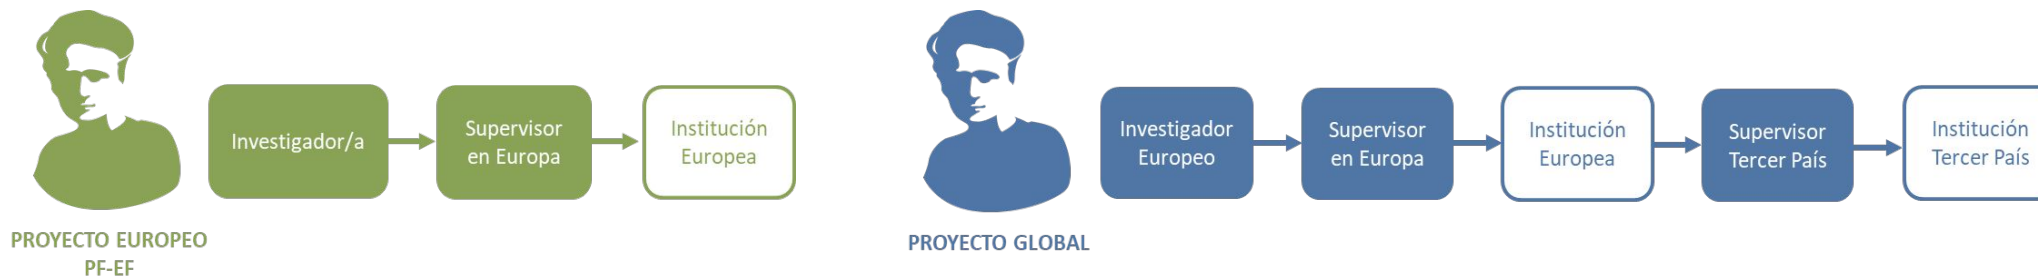 Investigador/a
Supervisor
en Europa
Institución
Europea
PROYECTO EUROPEO
PF-EF
Investigador
Europeo
Supervisor
en Europa
Institución
Europea
Supervisor
Tercer País
Institución
Tercer País
PROYECTO GLOBAL